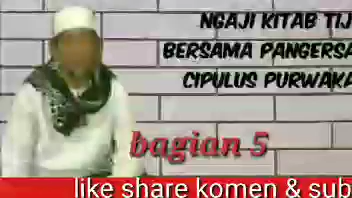 NGAJI KITAB TIJ
BERSAMA PANGERSA
CIPULUS PURWAKA
bagian 5
like share komen & sub